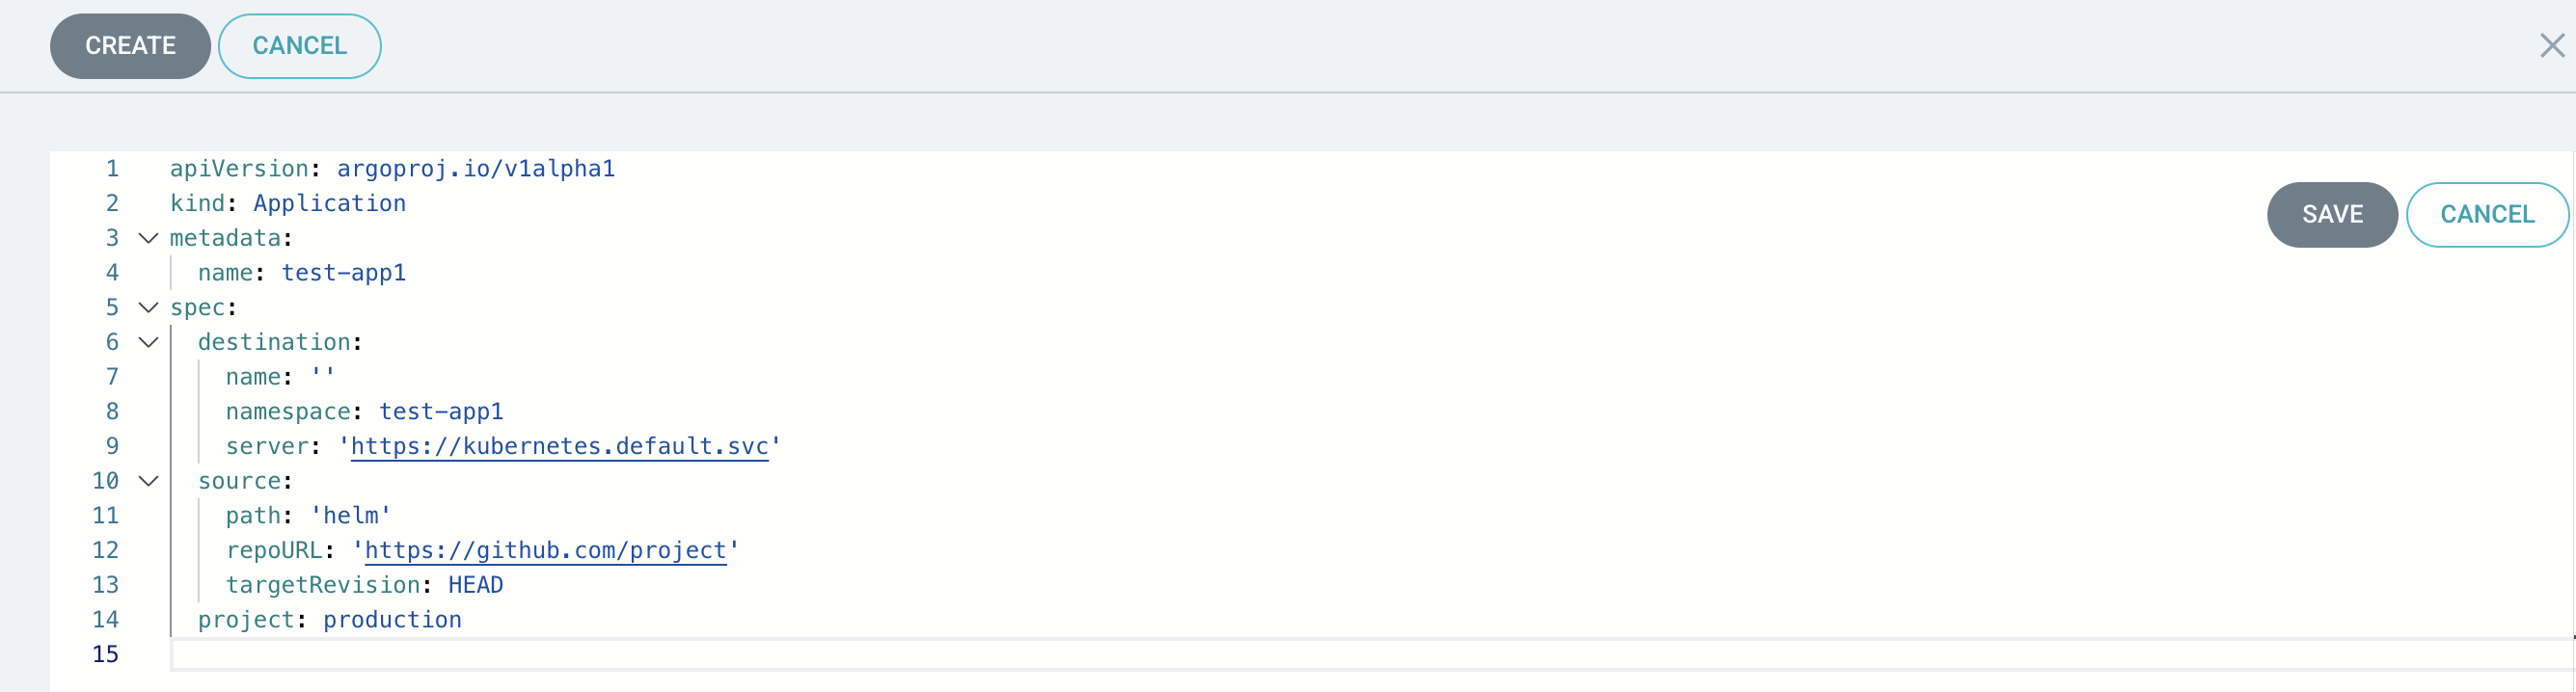 CREATE CANCEL
1 apiVersion: argoproj.io/v1alpha1
2 kind: Application
SAVE CANCEL
3 metadata:
4 name: test-app1
5 spec:
6 destination:
7 name: ''
8 namespace: test-app1
9 server: 'https://kubernetes.default.svc'
10 source:
11 path: 'helm'
12 repoURL: 'https://github.com/project'
13 targetRevision: HEAD
14 project: production
15